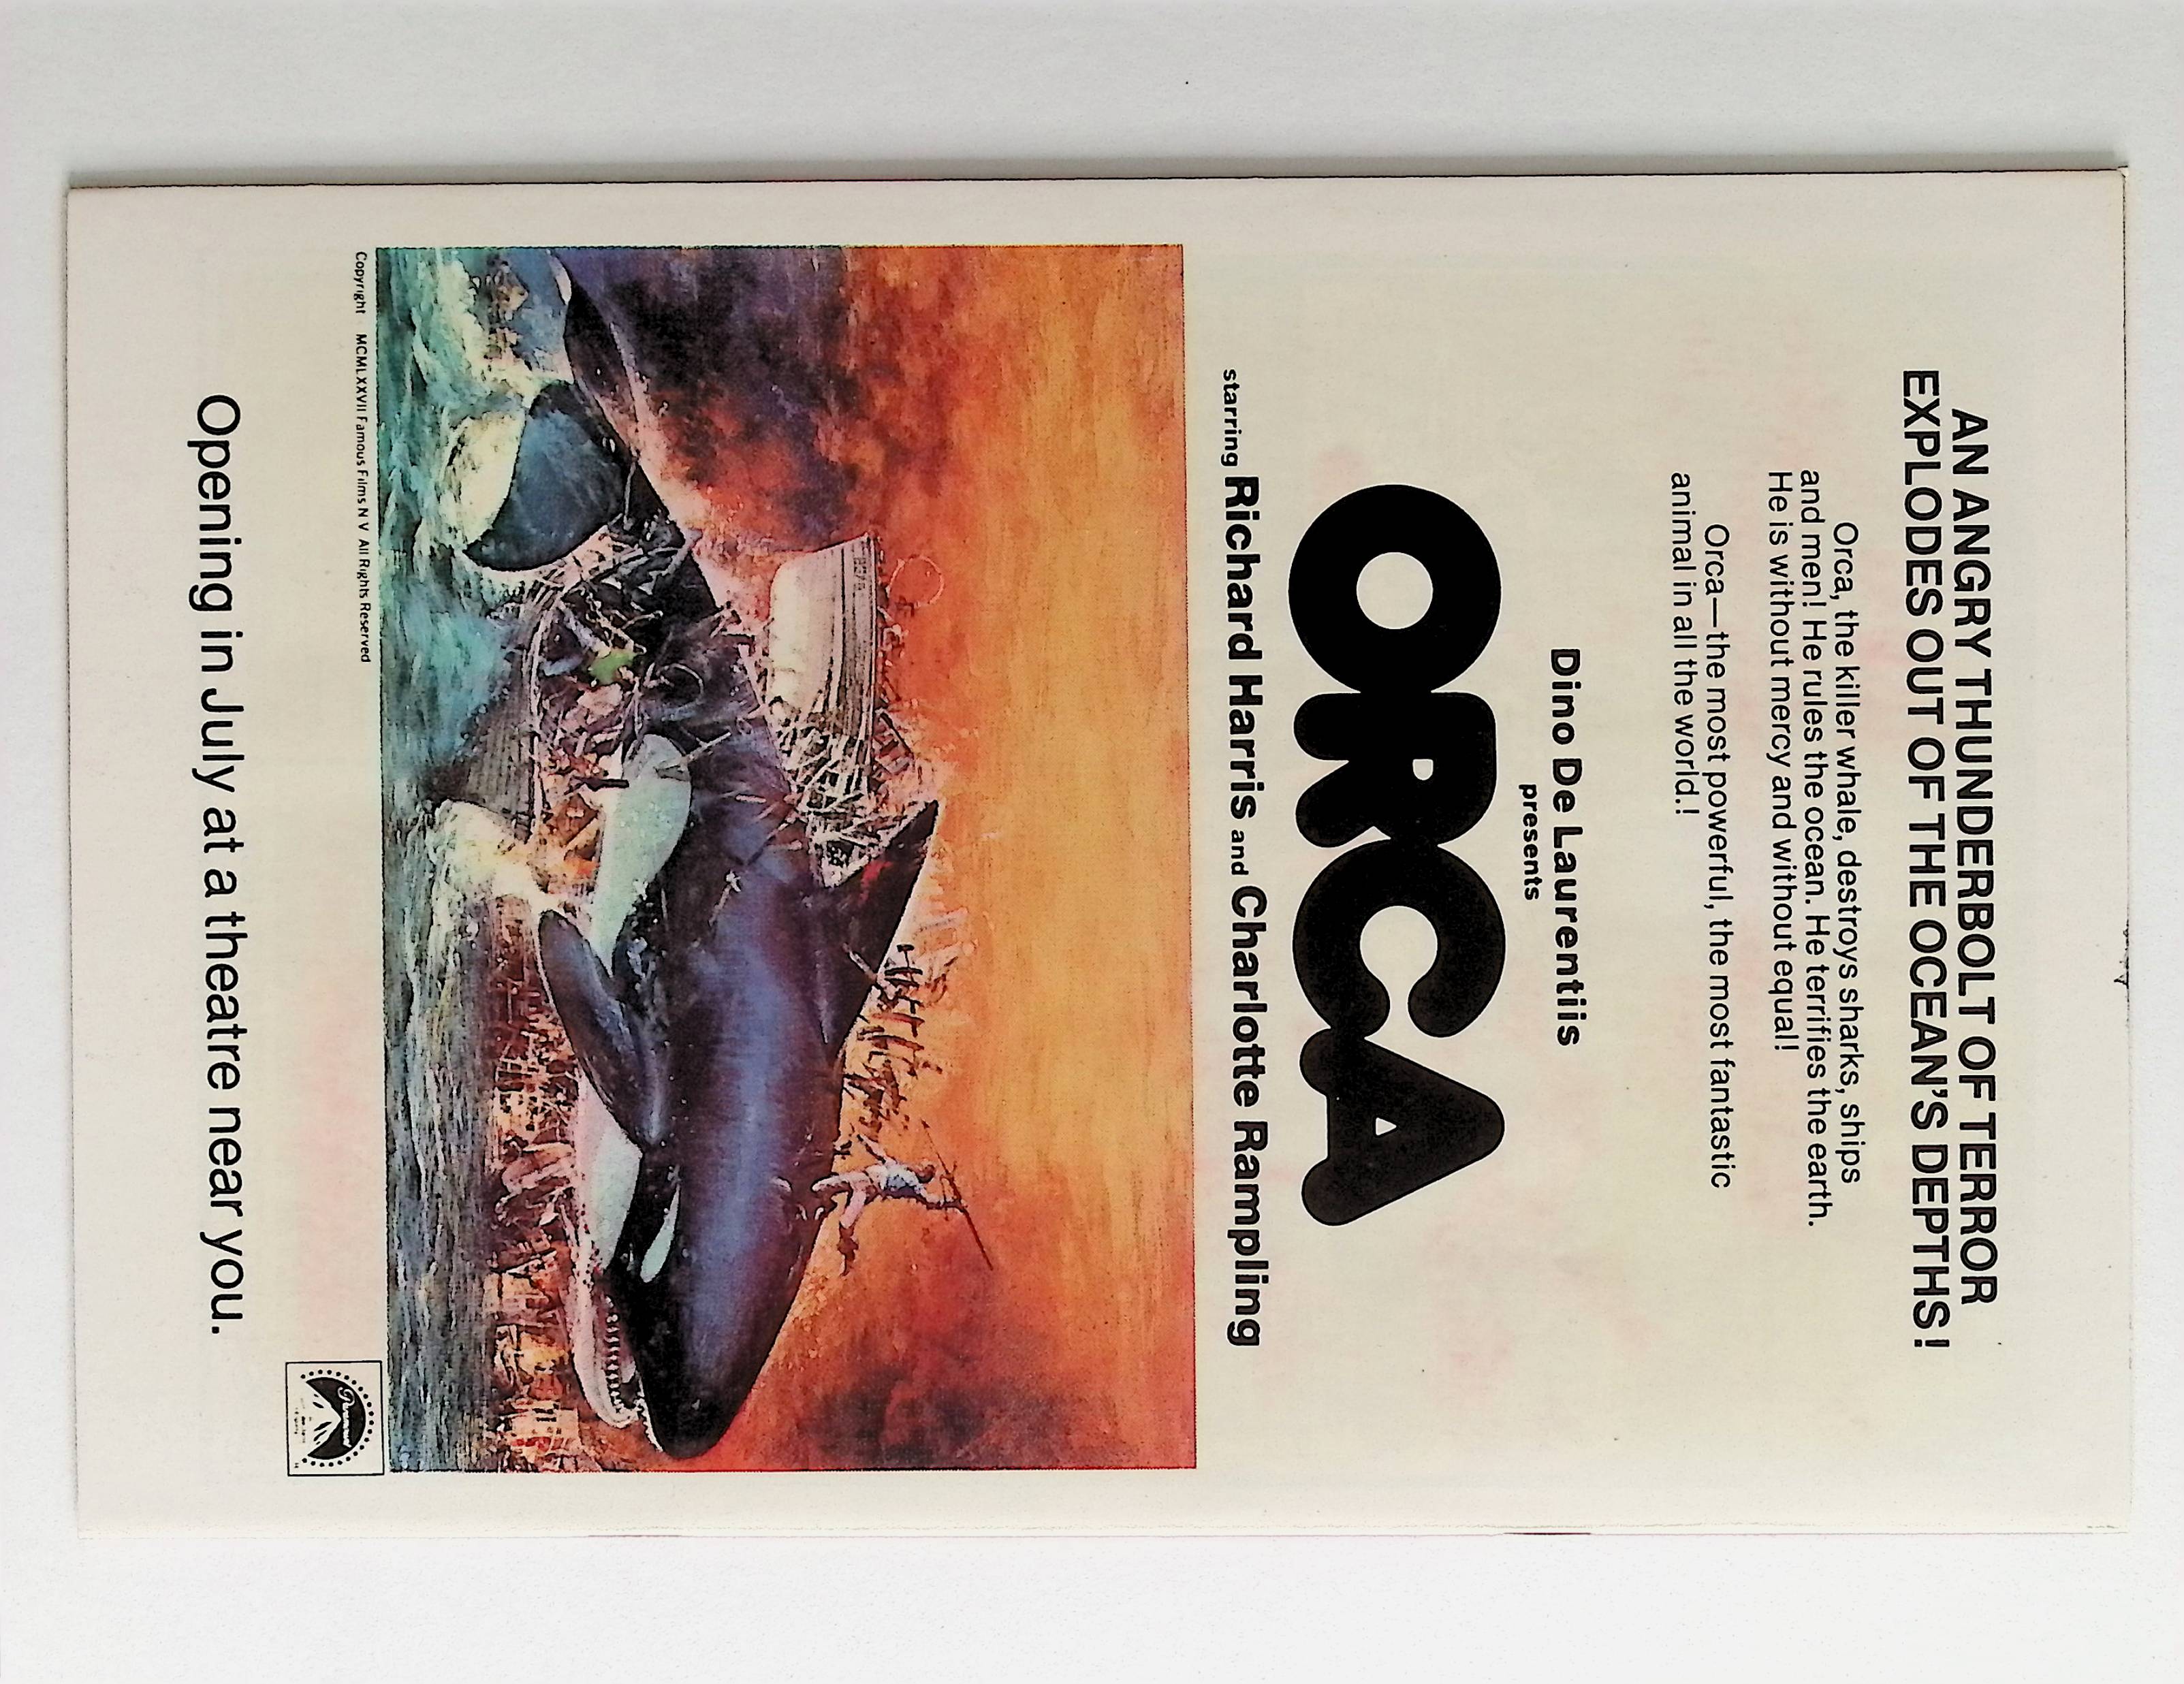 AN ANGRY THUNDERBOLT OF TERROR
EXPLODES OUT OF THE OCEAN'S DEPTHS!
Orca, the killer whale, destroys sharks, ships
and men! He rules the ocean. He terrifies the earth.
He is without mercy and without equal!
Orca—the most powerful, the most fantastic
animal in all the world.!
Dino De Laurentiis
presents
ORCA
starring Richard Harris and Charlotte Rampling
Copyright MCMLXXVII Famous Films N V All Rights Reserved
Paramount
Opening in July at a theatre near you.